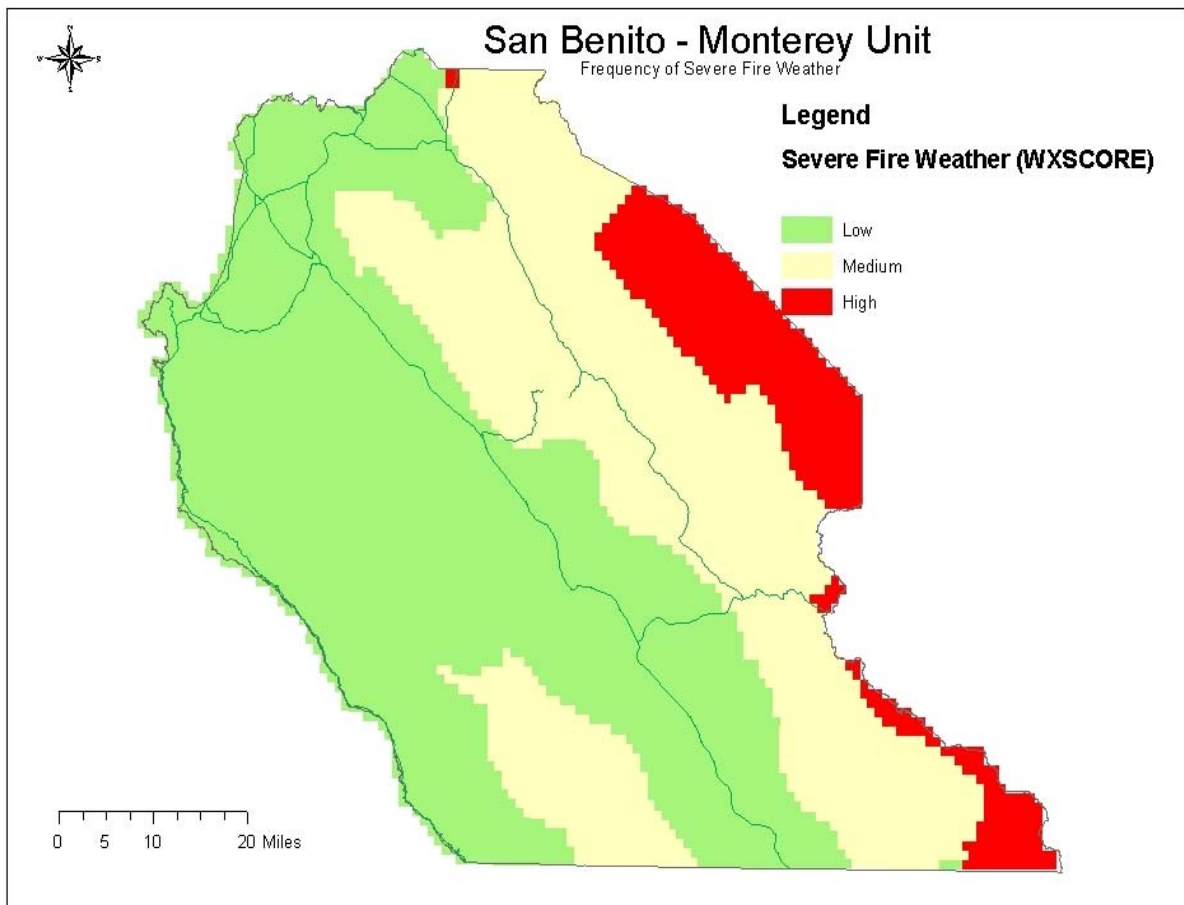 San Benito - Monterey Unit
Frequency of Severe Fire Weather
Legend
Severe Fire Weather (WXSCORE)
Low
Medium
High
0 5 10 20 Miles